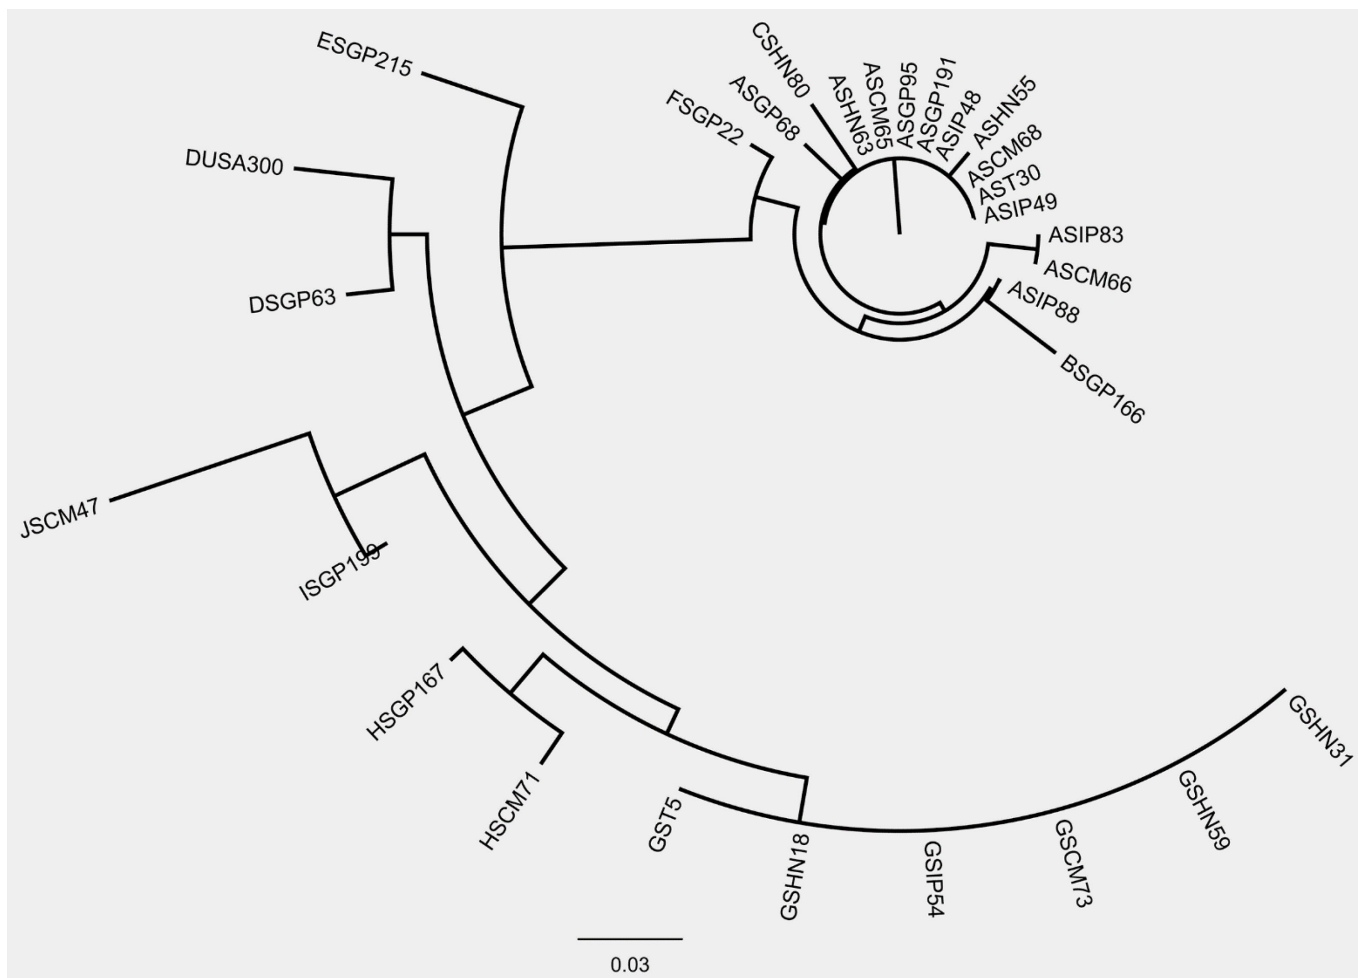 ESGP215
CSHN80
ASGP68
FSGP22
ASHN63
ASCM65
ASGP95
ASGP191
ASIP48
ASHN55
ASCM68
AST30
ASIP49
ASIP83
ASCM66
ASIP88
BSGP166
DUSA300
DSGP63
JSCM47
ISGP199
HSGP167
HSCM71
GST5
GSHN18
GSIP54
GSCM73
GSHN59
GSHN31
0.03